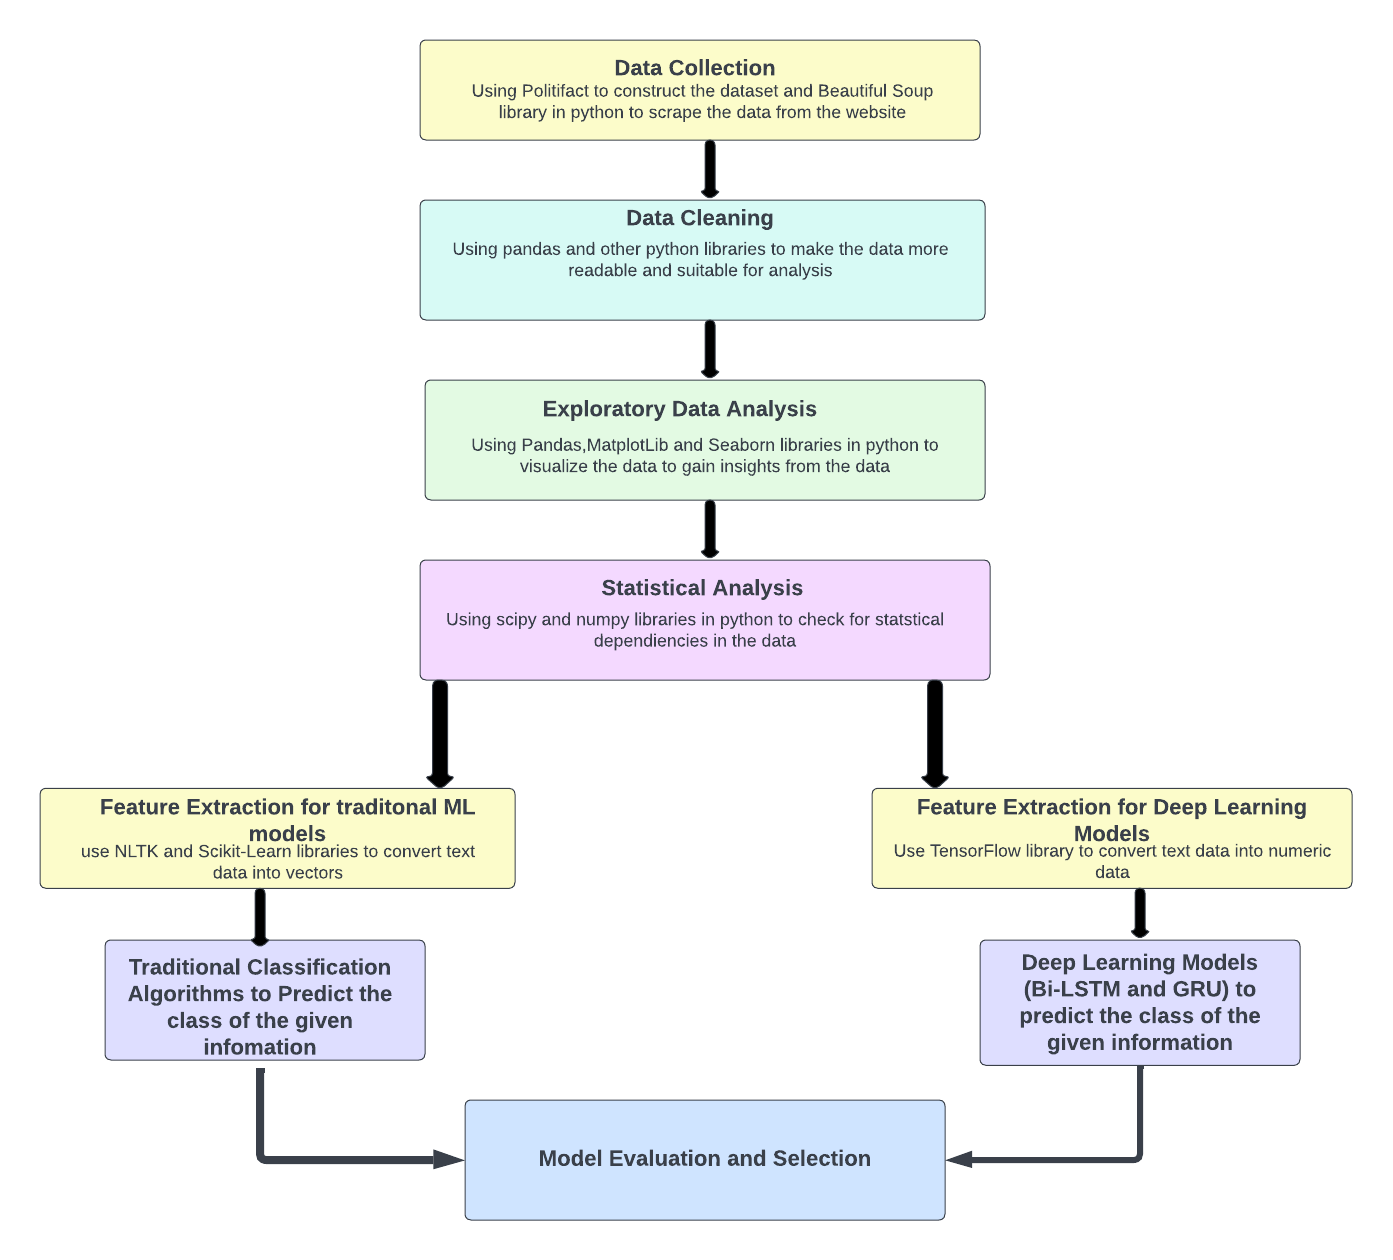 Data Collection
Using Politifact to construct the dataset and Beautiful Soup
library in python to scrape the data from the website
Data Cleaning
Using pandas and other python libraries to make the data more
readable and suitable for analysis
Exploratory Data Analysis
Using Pandas,MatplotLib and Seaborn libraries in python to
visualize the data to gain insights from the data
Statistical Analysis
Using scipy and numpy libraries in python to check for statstical
dependiencies in the data
Feature Extraction for traditonal ML
models
use NLTK and Scikit-Learn libraries to convert text
data into vectors
Feature Extraction for Deep Learning
Models
Use TensorFlow library to convert text data into numeric
data
Traditional Classification
Algorithms to Predict the
class of the given
infomation
Deep Learning Models
(Bi-LSTM and GRU) to
predict the class of the
given information
Model Evaluation and Selection